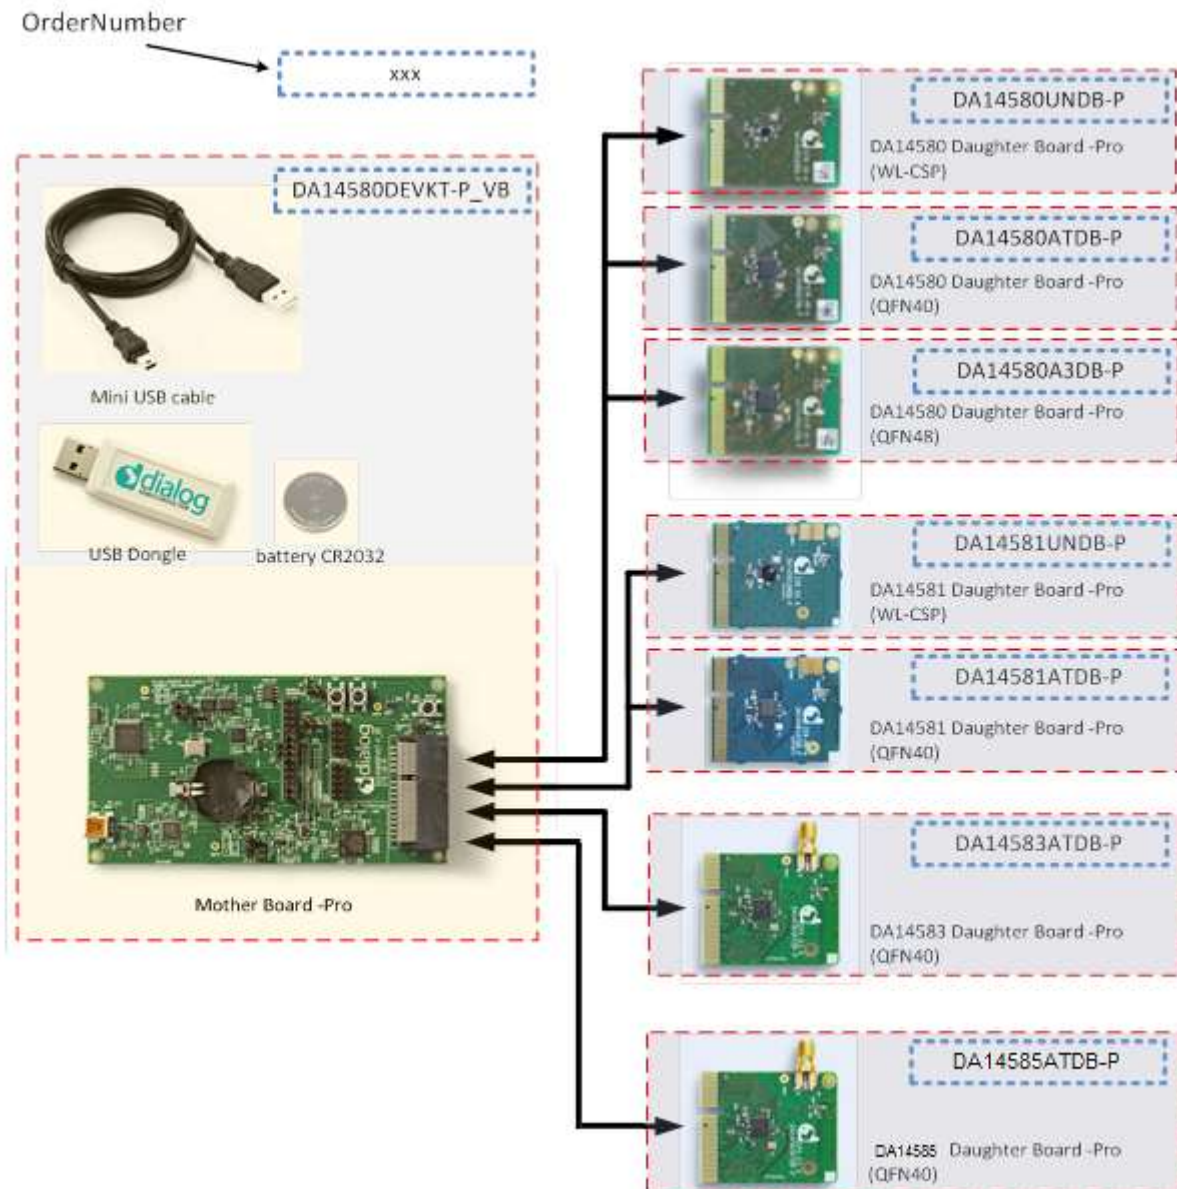 OrderNumber
xxx
DA14580DEVKT-P_VB
Mini USB cable
dialog
USB Dongle
battery CR2032
dialog
Mother Board -Pro
DA14580UNDB-P
DA14580 Daughter Board -Pro
(WL-CSP)
DA14580ATDB-P
DA14580 Daughter Board -Pro
(QFN40)
DA14580A3DB-P
DA14580 Daughter Board -Pro
(QFN48)
DA14581UNDB-P
DA14581 Daughter Board -Pro
(WL-CSP)
DA14581ATDB-P
DA14581 Daughter Board -Pro
(QFN40)
DA14583ATDB-P
DA14583 Daughter Board -Pro
(QFN40)
DA14585ATDB-P
DA14585 Daughter Board -Pro
(QFN40)